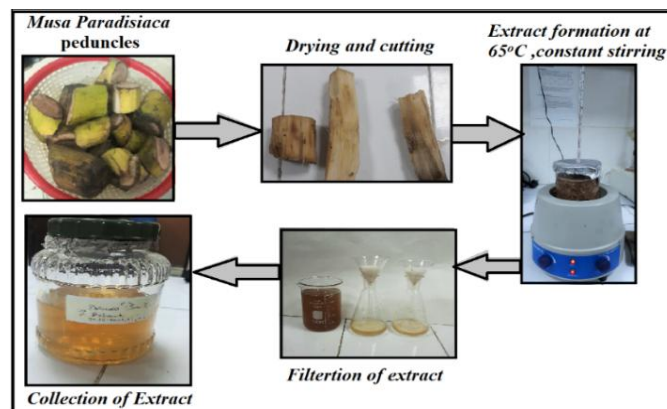 Musa Paradisiaca
peduncles
Drying and cutting
Extract formation at
65°C ,constant stirring
Filtertion of extract
Collection of Extract